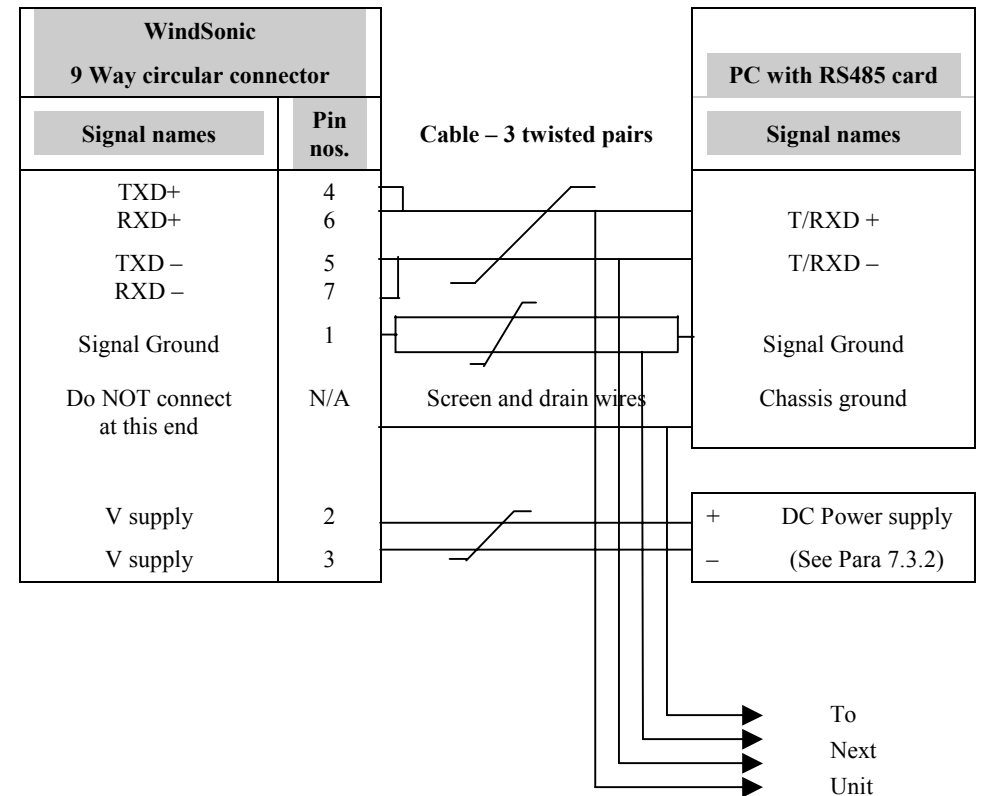 WindSonic
9 Way circular connector
PC with RS485 card
Signal names
Pin
nos.
Cable – 3 twisted pairs
Signal names
TXD+ 4
RXD+ 6 T/RXD +
TXD – 5 T/RXD –
RXD – 7
Signal Ground 1 Signal Ground
Do NOT connect N/A Screen and drain wires Chassis ground
at this end
V supply 2 + DC Power supply
V supply 3 – (See Para 7.3.2)
To
Next
Unit